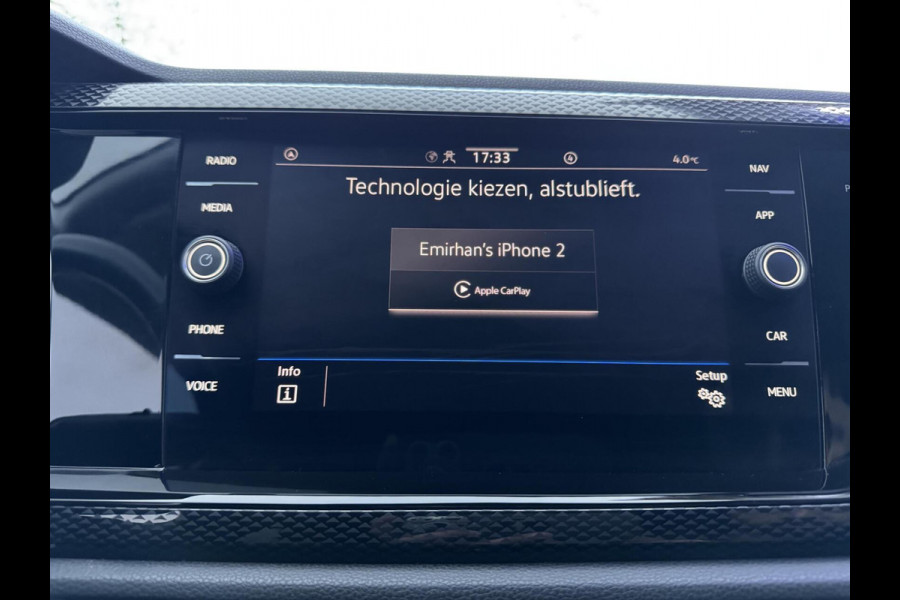 RADIO
MEDIA
PHONE
VOICE
17:33
4
4.0°C
Technologie kiezen, alstublieft.
Emirhan's iPhone 2
Apple CarPlay
Info
i
Setup
NAV
APP
CAR
MENU
P